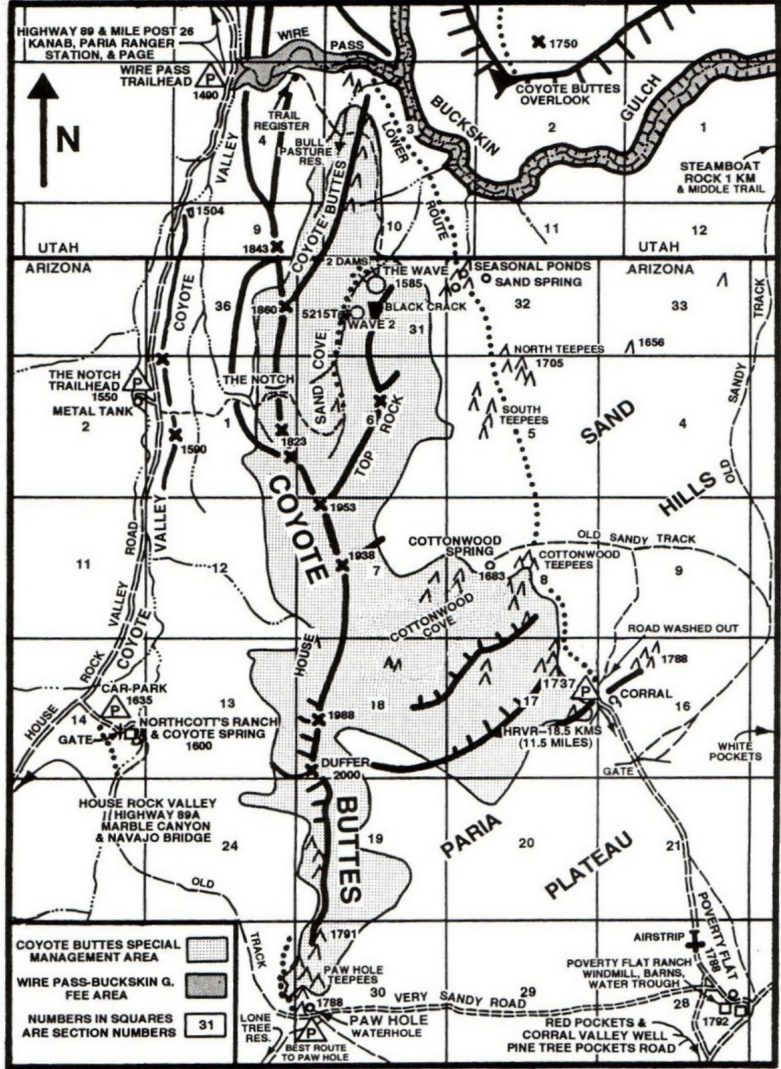 HIGHWAY 89 & MILE POST 26
KANAB, PARIA RANGER
STATION, & PAGE
WIRE PASS
TRAILHEAD
P
1490
WIRE
PASS
1750
COYOTE BUTTES
OVERLOOK
N
TRAIL
REGISTER
4
BULL
PASTURE
RES.
3
LOWER
ROUTE
BUCKSKIN
GULCH
2
1
STEAMBOAT
ROCK 1 KM
& MIDDLE TRAIL
VALLEY
COYOTE
1504
9
1843
COYOTE BUTTES
10
11
12
UTAH
ARIZONA
UTAH
ARIZONA
2 DAMS
THE WAVE
1585
SEASONAL PONDS
SAND SPRING
36
1860
5215T
WAVE 2
BLACK CRACK
31
32
33
TRACK
SANDY
OLD
THE NOTCH
TRAILHEAD
1550
P
METAL TANK
2
THE NOTCH
SAND COVE
NORTH TEEPEES
1705
1656
1
1823
6
TOP
ROCK
SOUTH
TEEPEES
5
SAND
HILLS
4
1590
1953
COYOTE
VALLEY
ROAD
1938
7
COTTONWOOD
SPRING
1683
OLD SANDY TRACK
COTTONWOOD
TEEPEES
8
9
11
12
COTTONWOOD
COVE
HOUSE
ROAD WASHED OUT
1788
HOUSE
ROCK
VALLEY
COYOTE
CAR-PARK
1635
P
14
13
NORTHCOTT'S RANCH
& COYOTE SPRING
1600
GATE
1988
18
17
1737
P
CORRAL
16
HRVR-18.5 KMS
(11.5 MILES)
WHITE
POCKETS
GATE
DUFFER
2000
HOUSE ROCK VALLEY
HIGHWAY 89A
MARBLE CANYON
& NAVAJO BRIDGE
24
BUTTES
19
PARIA
PLATEAU
20
21
OLD
TRACK
COYOTE BUTTES SPECIAL
MANAGEMENT AREA
WIRE PASS-BUCKSKIN G.
FEE AREA
NUMBERS IN SQUARES
ARE SECTION NUMBERS
31
1791
PAW HOLE
TEEPEES
1788
LONE
TREE
RES.
P
PAW HOLE
WATERHOLE
BEST ROUTE
TO PAW HOLE
30
VERY SANDY ROAD
29
AIRSTRIP
1788
POVERTY FLAT
POVERTY FLAT RANCH
WINDMILL, BARNS,
WATER TROUGH
28
1792
RED POCKETS &
CORRAL VALLEY WELL
PINE TREE POCKETS ROAD